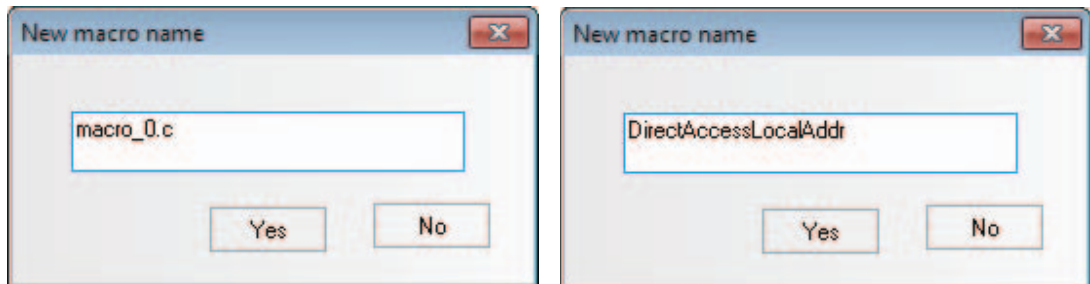 New macro name
macro_0.c
Yes No
New macro name
DirectAccessLocalAddr
Yes No